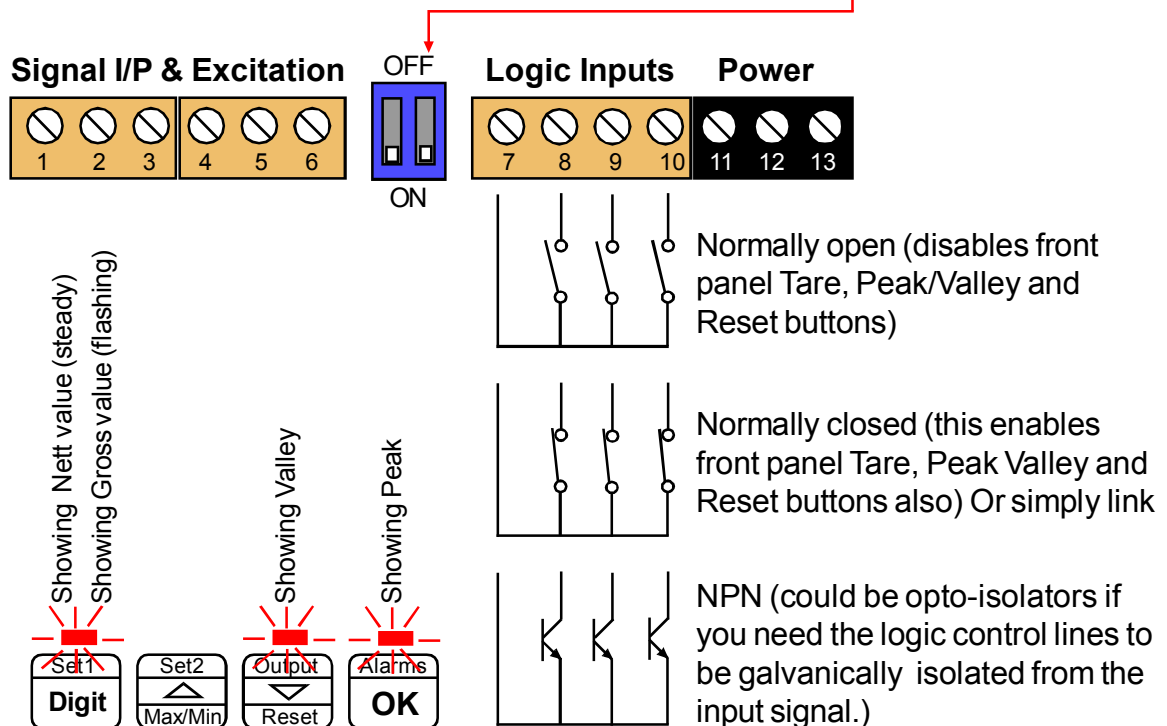 OFF
Signal I/P & Excitation
Logic Inputs
Power
1 2 3 4 5 6
7 8 9 10 11 12 13
ON
Normally open (disables front
panel Tare, Peak/Valley and
Reset buttons)
Normally closed (this enables
front panel Tare, Peak Valley and
Reset buttons also) Or simply link
NPN (could be opto-isolators if
you need the logic control lines to
be galvanically isolated from the
input signal.)
Showing Nett value (steady)
Showing Gross value (flashing)
Showing Valley
Showing Peak
Set1
Digit
Set2
Max/Min
Output
Reset
Alarms
OK